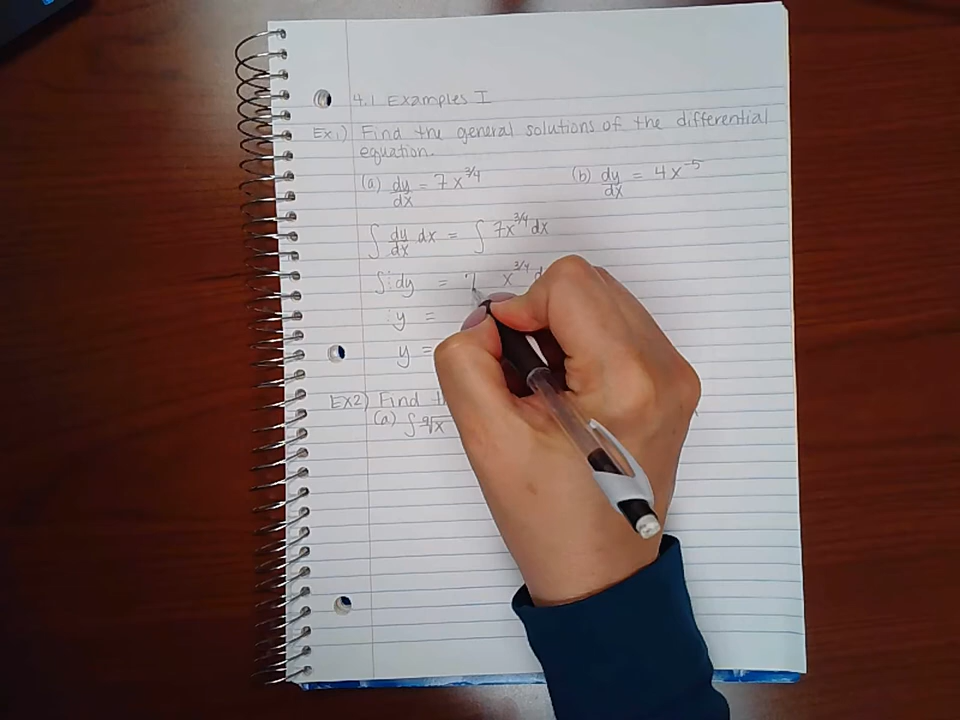 4.1 Examples I
Ex1) Find the general solutions of the differential
equation.
(a) dy/dx = 7x^3/4 (b) dy/dx = 4x^-5
∫ dy/dx dx = ∫ 7x^3/4 dx
∫ dy = 7 x^3/4 d
y =
y =
Ex2) Find
(a) ∫ ∜x